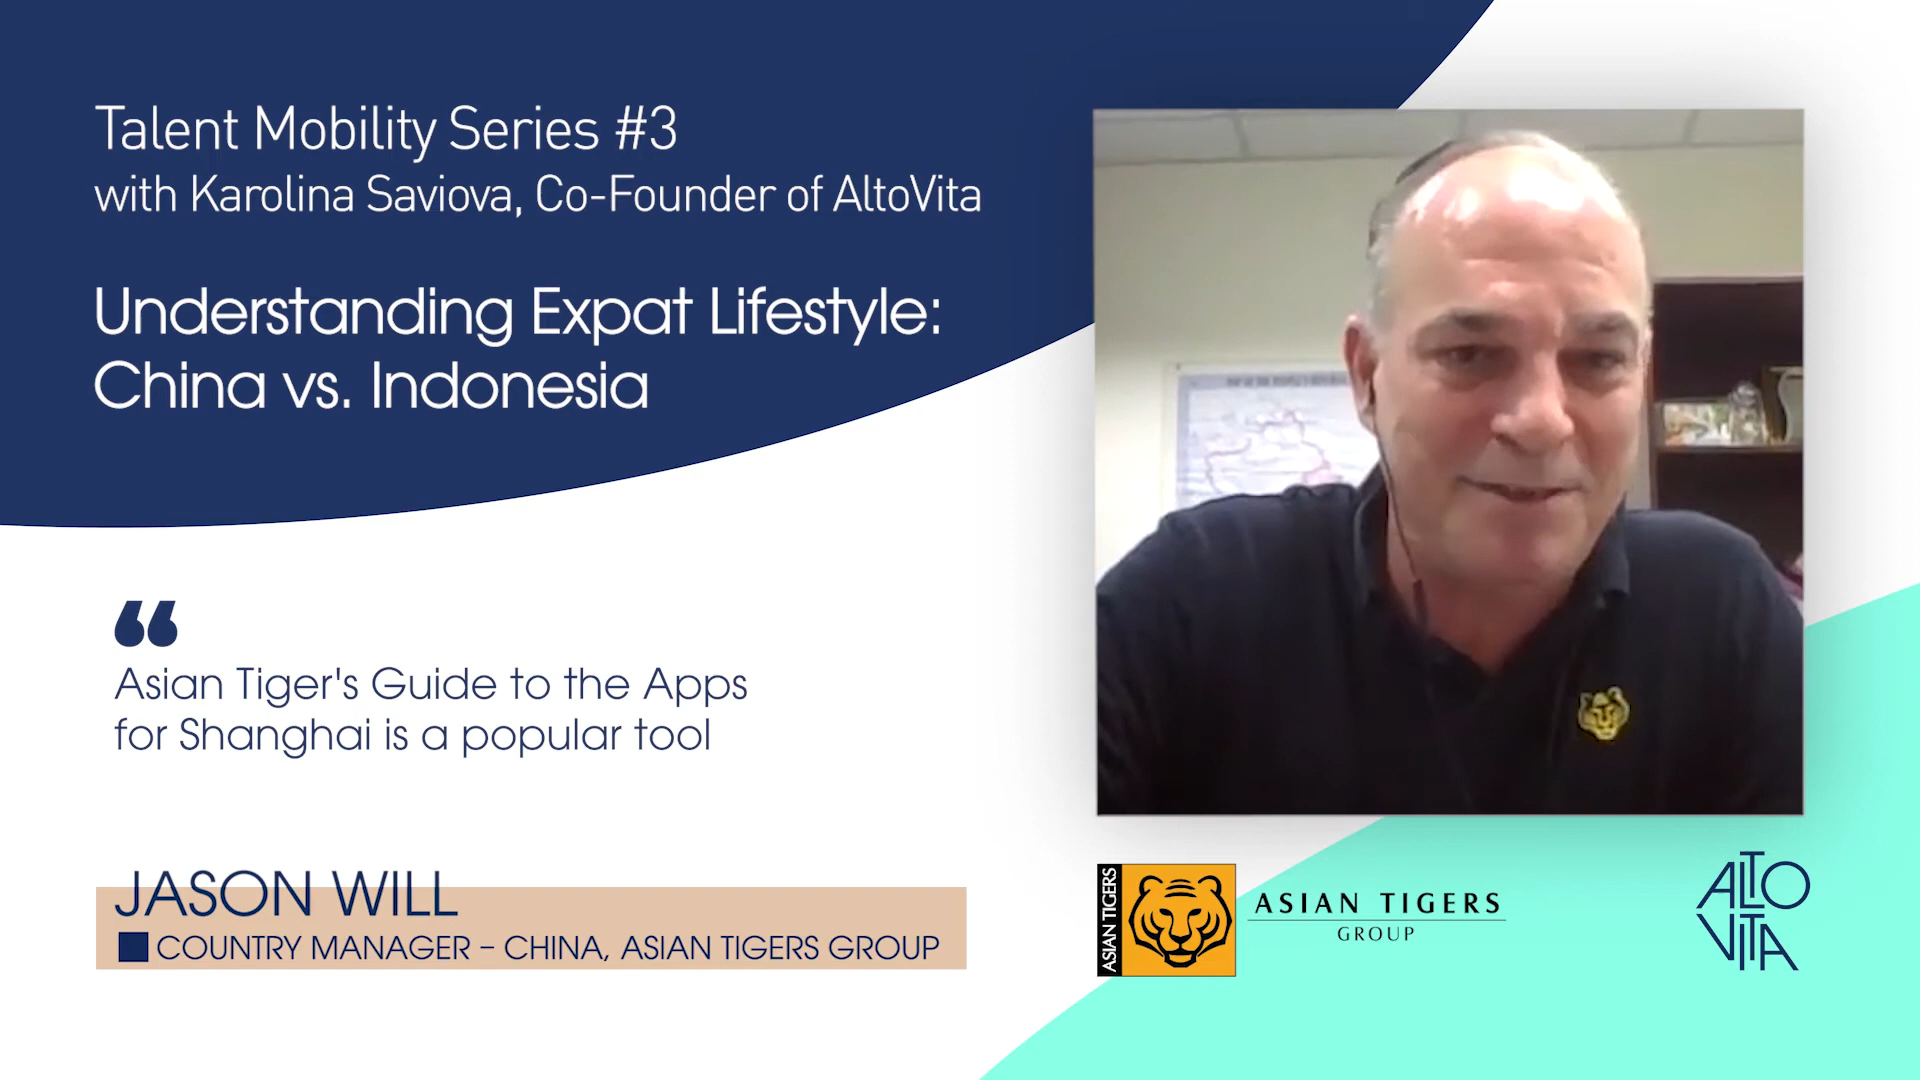 Talent Mobility Series #3
with Karolina Saviova, Co-Founder of AltoVita
Understanding Expat Lifestyle:
China vs. Indonesia
“
Asian Tiger's Guide to the Apps
for Shanghai is a popular tool
JASON WILL
COUNTRY MANAGER – CHINA, ASIAN TIGERS GROUP
ASIAN TIGERS
ASIAN TIGERS
GROUP
ALTO
VITA